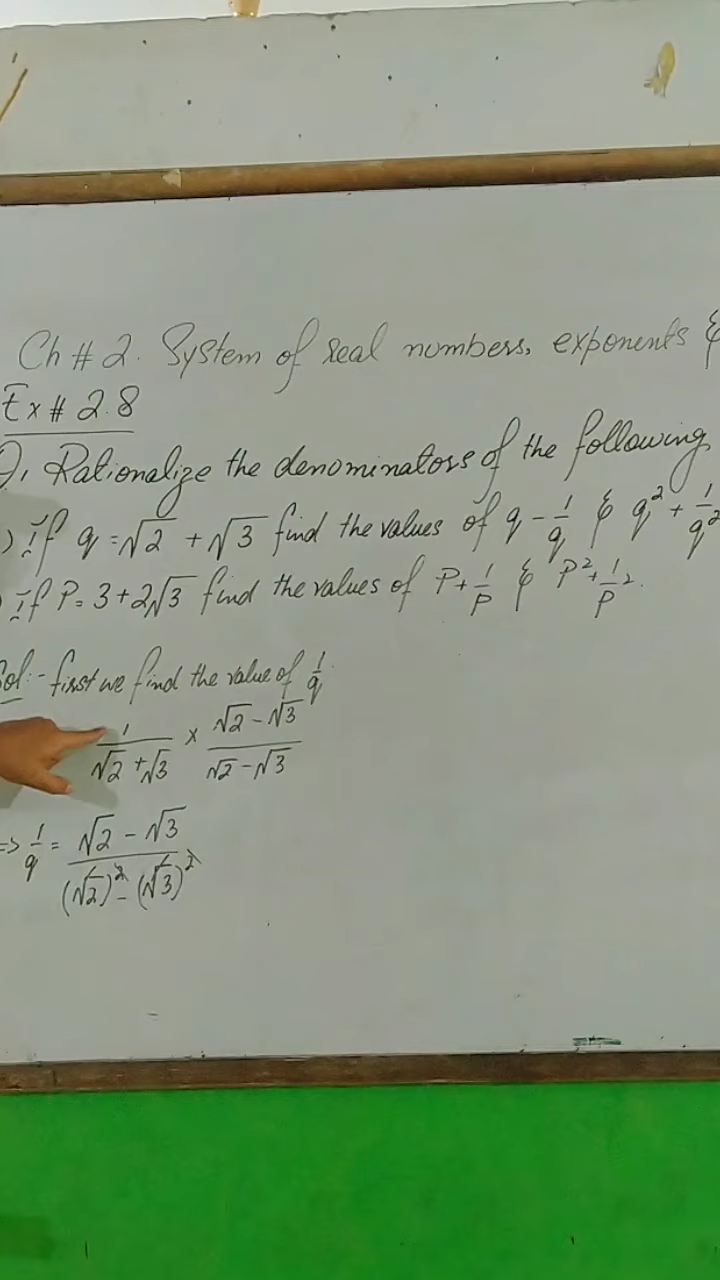 Ch # 2. System of real numbers, exponents &
Ex # 2.8
Rationalize the denominators of the following
) if q = √2 + √3 find the values of q - 1/q & q² + 1/q²
) if P = 3 + 2√3 find the values of P + 1/P & P² + 1/P².
Sol:- first we find the value of 1/q
1/(√2 + √3) × (√2 - √3)/(√2 - √3)
=> 1/q = (√2 - √3)/((√2)² - (√3)²)